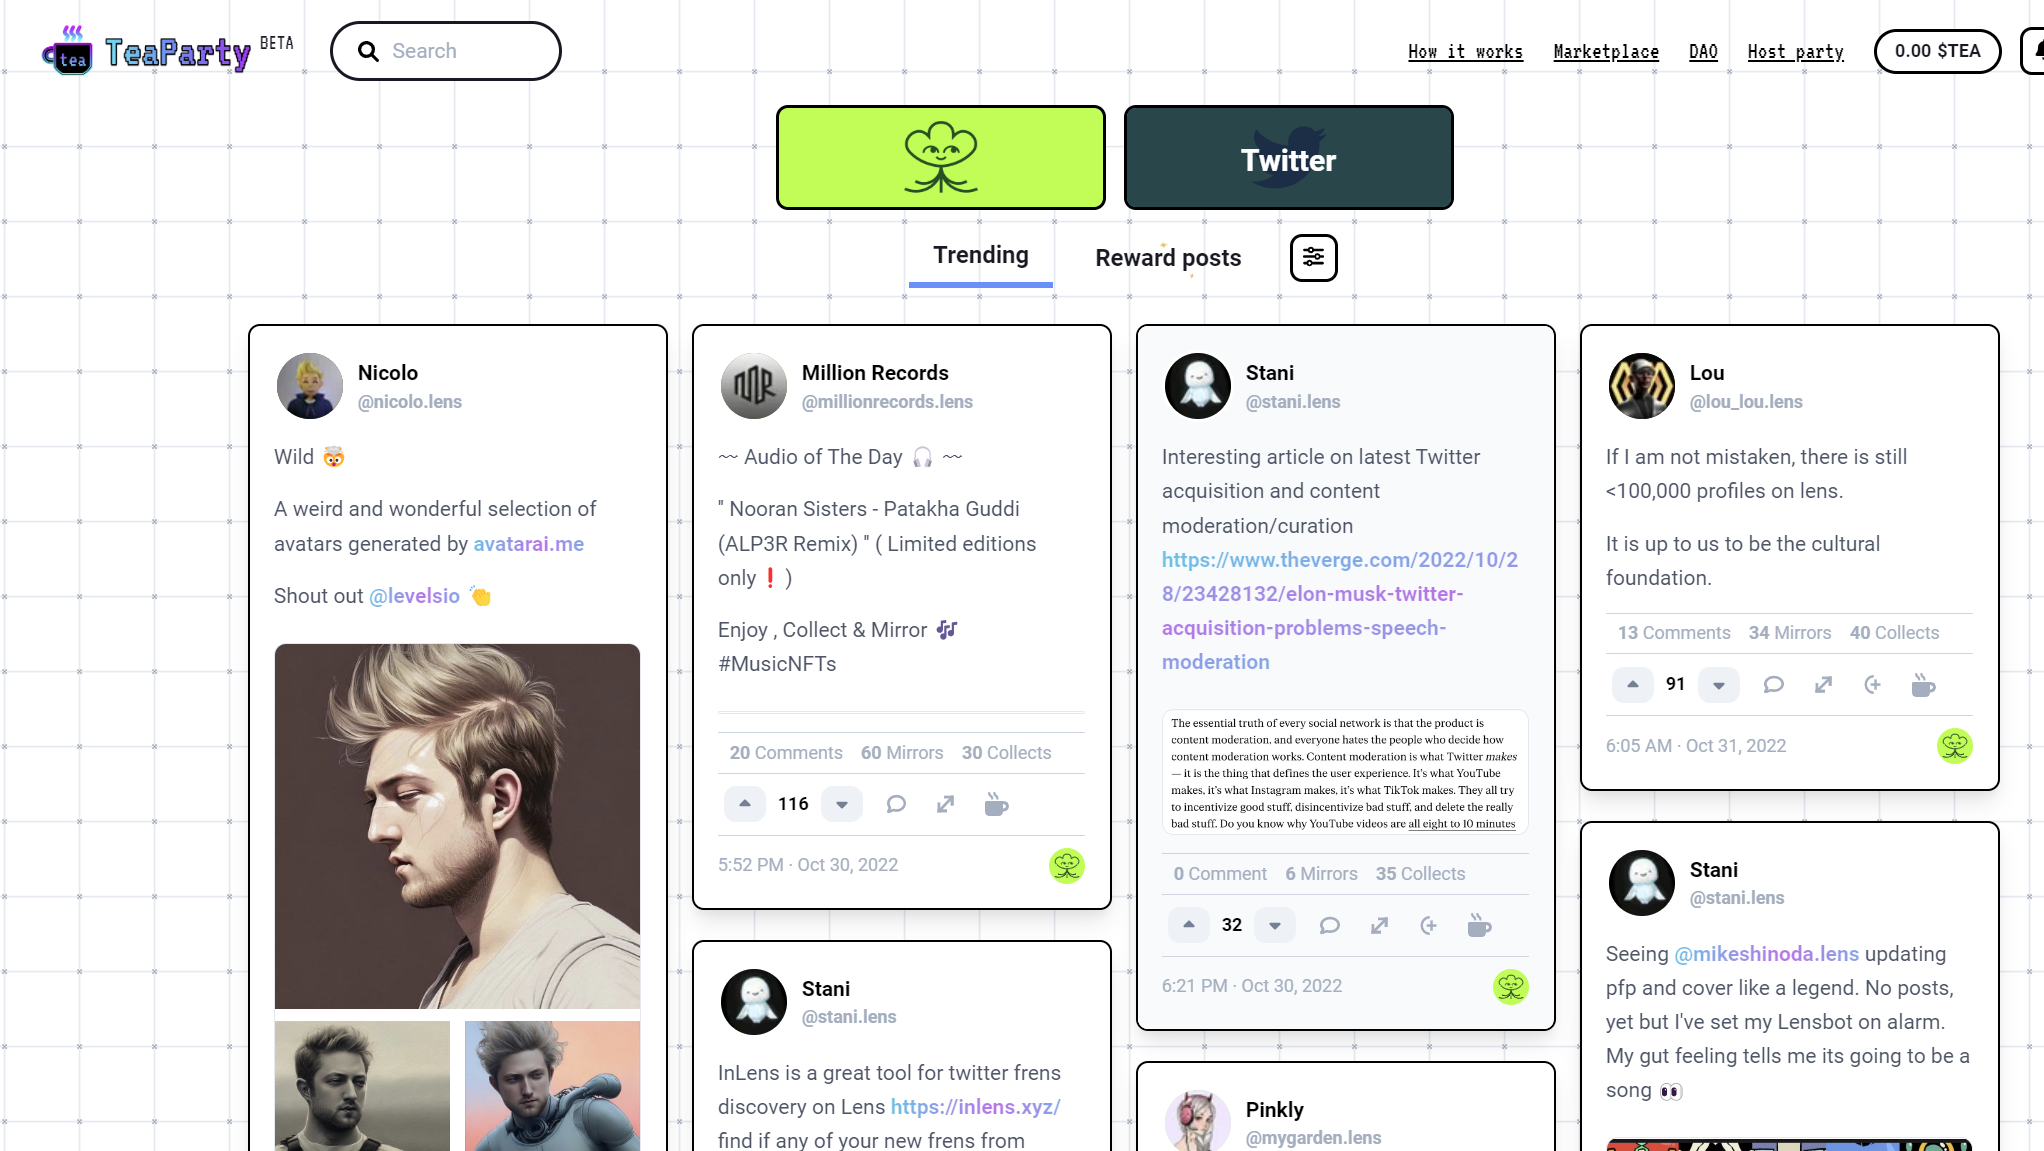 tea TeaParty BETA
Search
How it works
Marketplace
DAO
Host party
0.00 $TEA
Twitter
Trending
Reward posts
Nicolo
@nicolo.lens
Wild 🤯
A weird and wonderful selection of
avatars generated by avatarai.me
Shout out @levelsio 👏
Million Records
@millionrecords.lens
〰 Audio of The Day 🎧 〰
" Nooran Sisters - Patakha Guddi
(ALP3R Remix) " ( Limited editions
only❗)
Enjoy , Collect & Mirror 🎶
#MusicNFTs
20 Comments 60 Mirrors 30 Collects
116
5:52 PM · Oct 30, 2022
Stani
@stani.lens
InLens is a great tool for twitter frens
discovery on Lens https://inlens.xyz/
find if any of your new frens from
Stani
@stani.lens
Interesting article on latest Twitter
acquisition and content
moderation/curation
https://www.theverge.com/2022/10/2
8/23428132/elon-musk-twitter-
acquisition-problems-speech-
moderation
The essential truth of every social network is that the product is
content moderation, and everyone hates the people who decide how
content moderation works. Content moderation is what Twitter makes
— it is the thing that defines the user experience. It's what YouTube
makes, it's what Instagram makes, it's what TikTok makes. They all try
to incentivize good stuff, disincentivize bad stuff, and delete the really
bad stuff. Do you know why YouTube videos are all eight to 10 minutes
0 Comment 6 Mirrors 35 Collects
32
6:21 PM · Oct 30, 2022
Pinkly
@mygarden.lens
Lou
@lou_lou.lens
If I am not mistaken, there is still
<100,000 profiles on lens.
It is up to us to be the cultural
foundation.
13 Comments 34 Mirrors 40 Collects
91
6:05 AM · Oct 31, 2022
Stani
@stani.lens
Seeing @mikeshinoda.lens updating
pfp and cover like a legend. No posts,
yet but I've set my Lensbot on alarm.
My gut feeling tells me its going to be a
song 👀